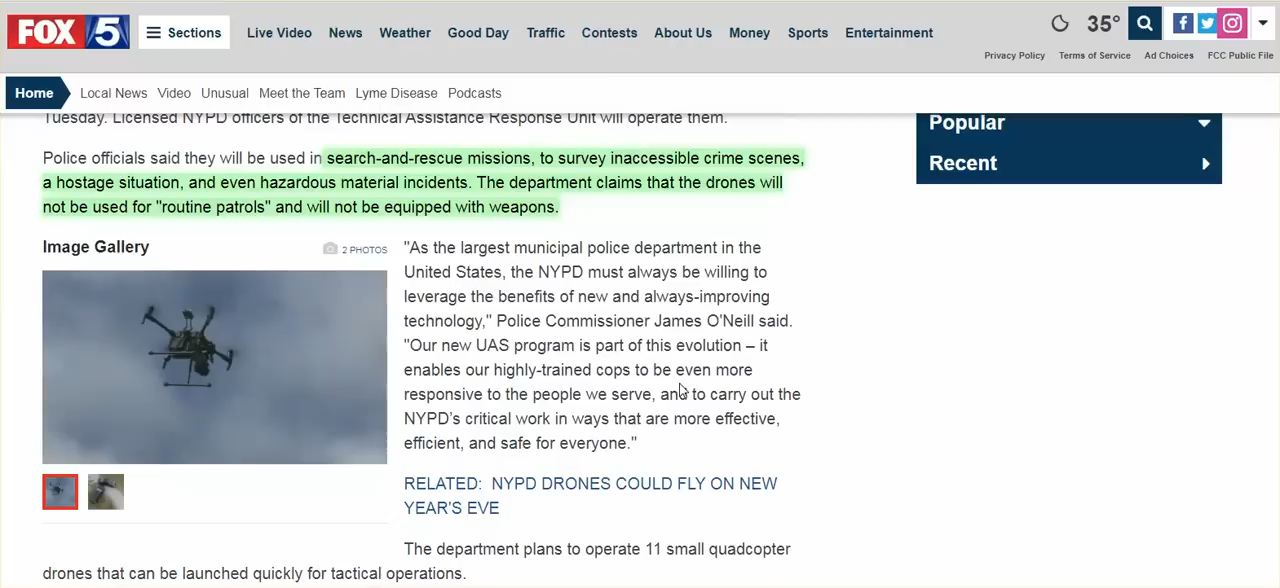 FOX 5
Sections
Live Video
News
Weather
Good Day
Traffic
Contests
About Us
Money
Sports
Entertainment
35°
Privacy Policy
Terms of Service
Ad Choices
FCC Public File
Home
Local News
Video
Unusual
Meet the Team
Lyme Disease
Podcasts
Tuesday. Licensed NYPD officers of the Technical Assistance Response Unit will operate them.
Police officials said they will be used in search-and-rescue missions, to survey inaccessible crime scenes,
a hostage situation, and even hazardous material incidents. The department claims that the drones will
not be used for "routine patrols" and will not be equipped with weapons.
Popular
Recent
Image Gallery
2 PHOTOS
"As the largest municipal police department in the
United States, the NYPD must always be willing to
leverage the benefits of new and always-improving
technology," Police Commissioner James O'Neill said.
"Our new UAS program is part of this evolution – it
enables our highly-trained cops to be even more
responsive to the people we serve, and to carry out the
NYPD's critical work in ways that are more effective,
efficient, and safe for everyone."
RELATED: NYPD DRONES COULD FLY ON NEW
YEAR'S EVE
The department plans to operate 11 small quadcopter
drones that can be launched quickly for tactical operations.